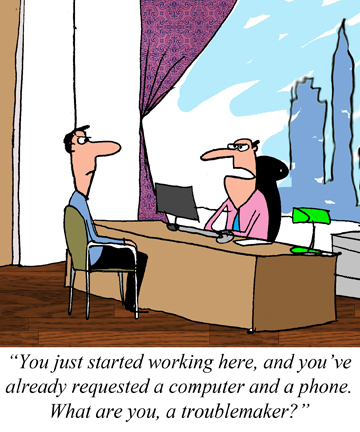 “You just started working here, and you’ve
already requested a computer and a phone.
What are you, a troublemaker?”